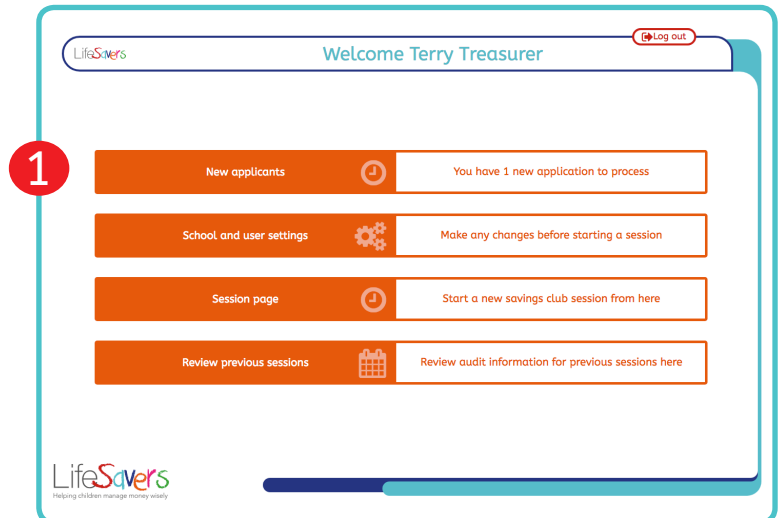 Log out
LifeSavers
Welcome Terry Treasurer
1
New applicants
You have 1 new application to process
School and user settings
Make any changes before starting a session
Session page
Start a new savings club session from here
Review previous sessions
Review audit information for previous sessions here
LifeSavers
Helping children manage money wisely